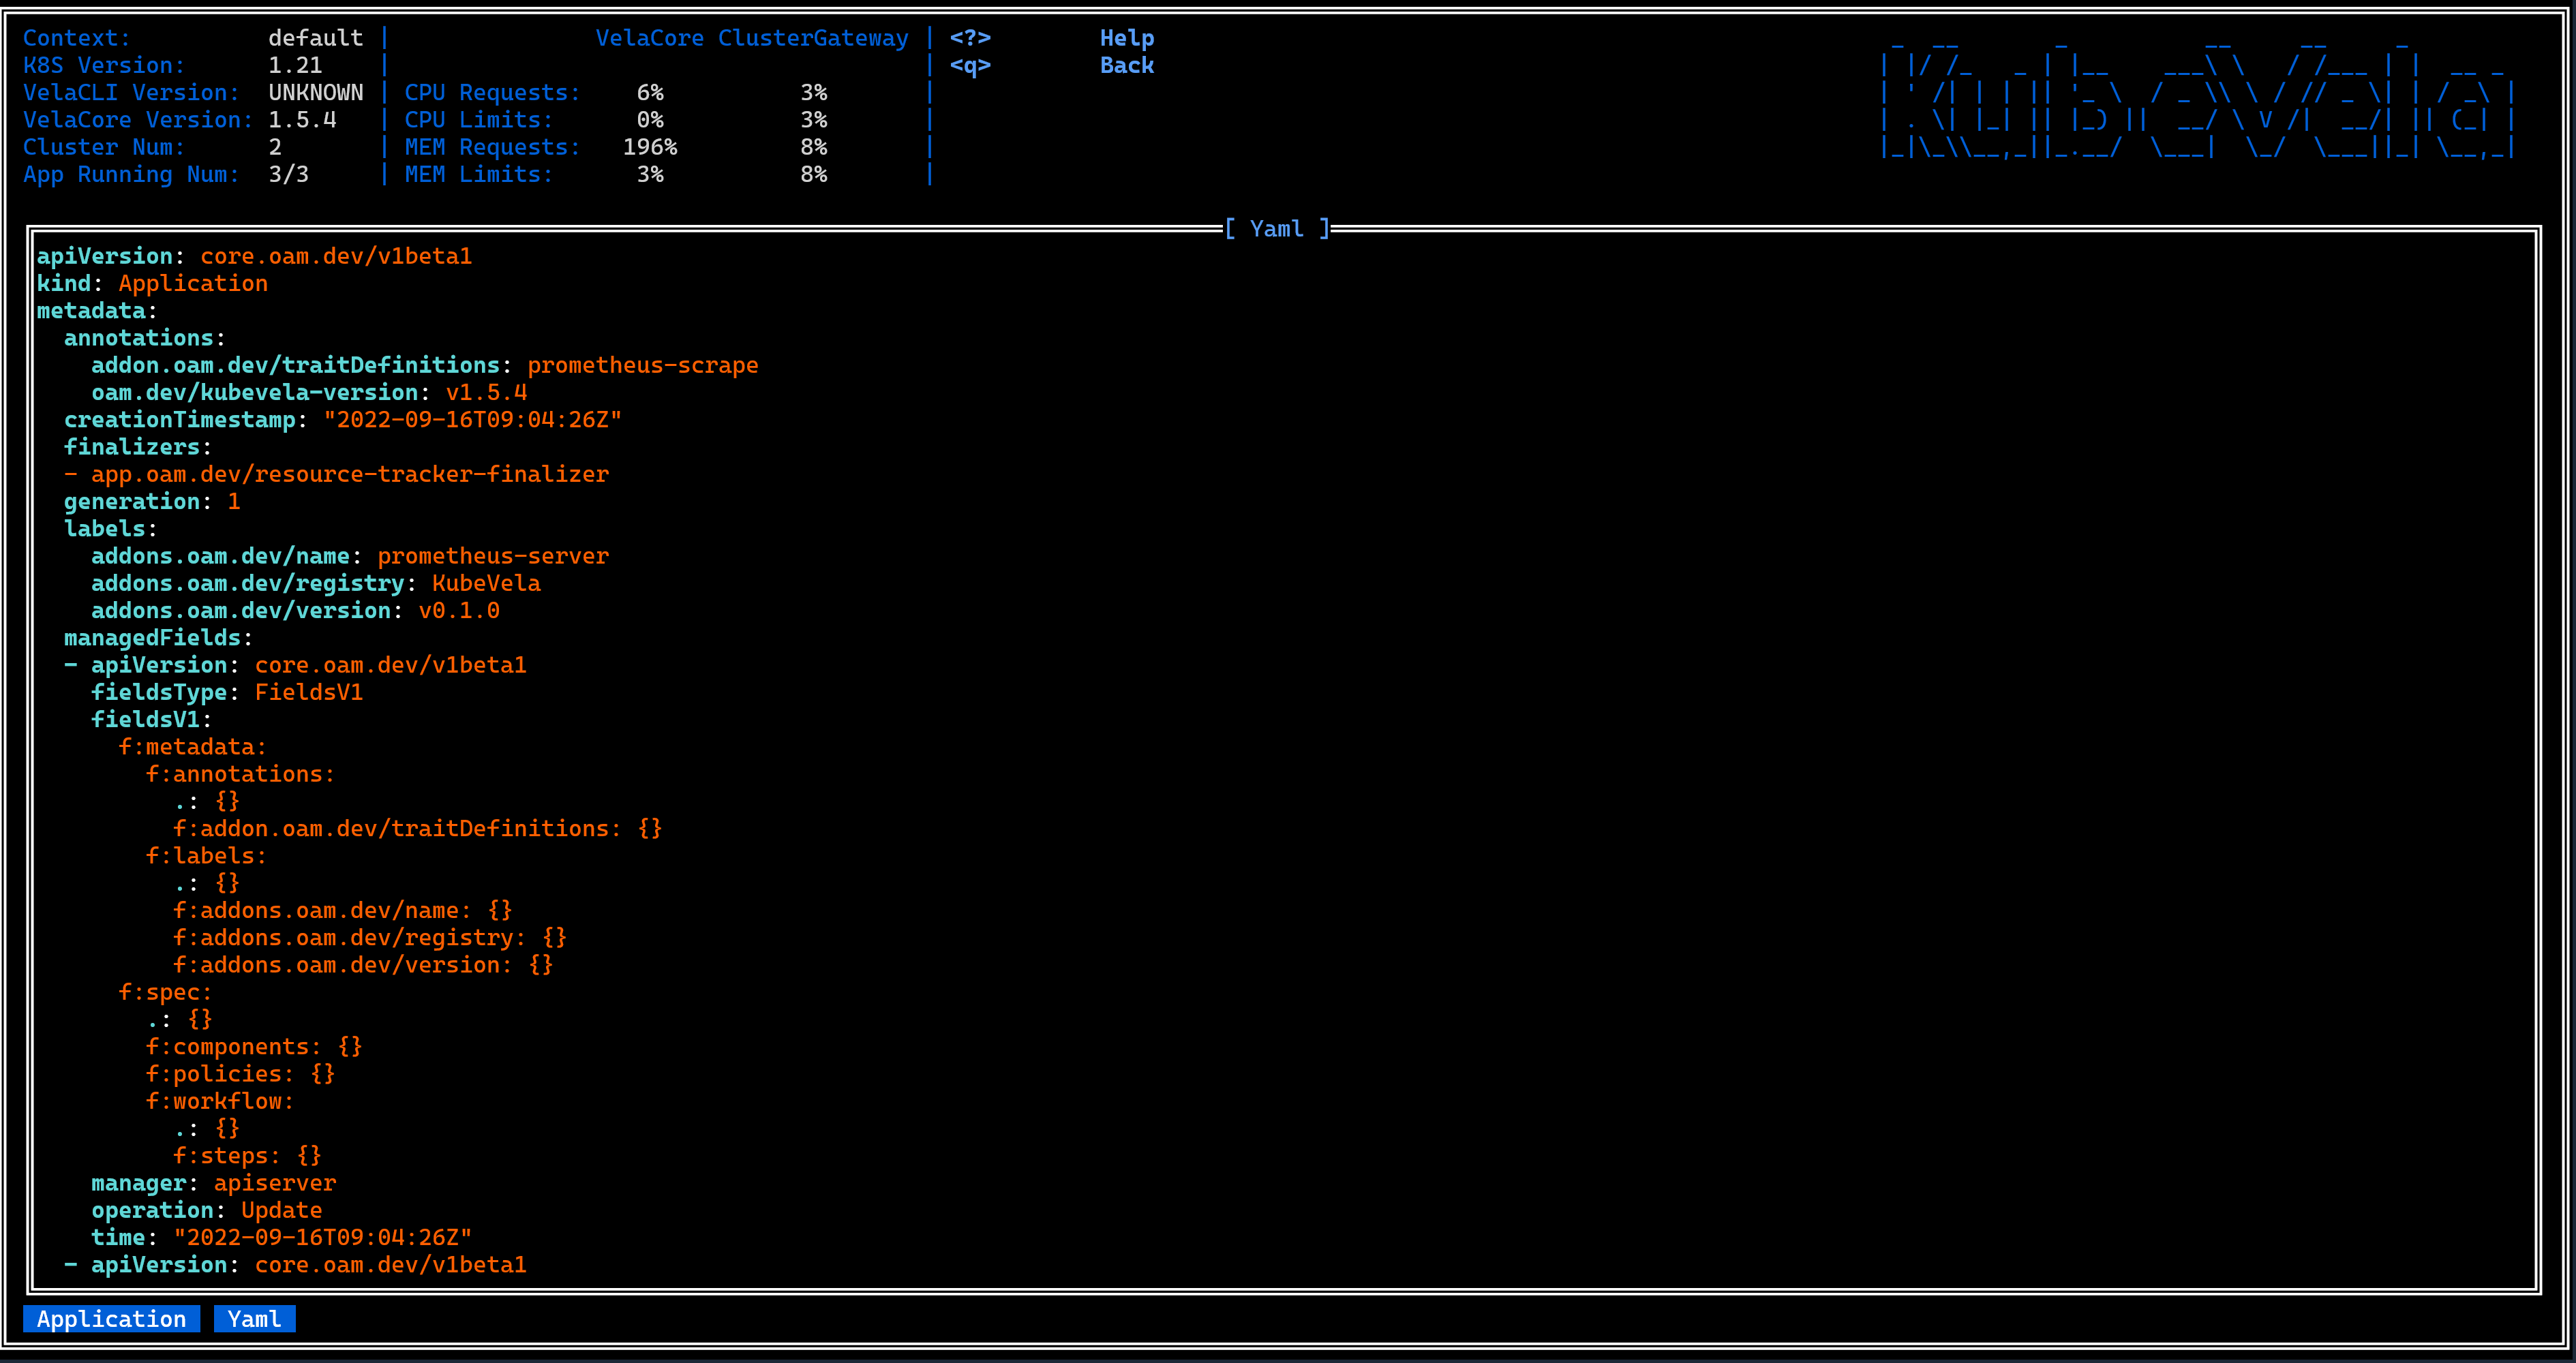 Context: default | VelaCore ClusterGateway | <?> Help
K8S Version: 1.21 | | <q> Back
VelaCLI Version: UNKNOWN | CPU Requests: 6% 3% |
VelaCore Version: 1.5.4 | CPU Limits: 0% 3% |
Cluster Num: 2 | MEM Requests: 196% 8% |
App Running Num: 3/3 | MEM Limits: 3% 8% |
KubeVela
[ Yaml ]
apiVersion: core.oam.dev/v1beta1
kind: Application
metadata:
  annotations:
    addon.oam.dev/traitDefinitions: prometheus-scrape
    oam.dev/kubevela-version: v1.5.4
  creationTimestamp: "2022-09-16T09:04:26Z"
  finalizers:
  - app.oam.dev/resource-tracker-finalizer
  generation: 1
  labels:
    addons.oam.dev/name: prometheus-server
    addons.oam.dev/registry: KubeVela
    addons.oam.dev/version: v0.1.0
  managedFields:
  - apiVersion: core.oam.dev/v1beta1
    fieldsType: FieldsV1
    fieldsV1:
      f:metadata:
        f:annotations:
          .: {}
          f:addon.oam.dev/traitDefinitions: {}
        f:labels:
          .: {}
          f:addons.oam.dev/name: {}
          f:addons.oam.dev/registry: {}
          f:addons.oam.dev/version: {}
      f:spec:
        .: {}
        f:components: {}
        f:policies: {}
        f:workflow:
          .: {}
          f:steps: {}
    manager: apiserver
    operation: Update
    time: "2022-09-16T09:04:26Z"
  - apiVersion: core.oam.dev/v1beta1
Application Yaml